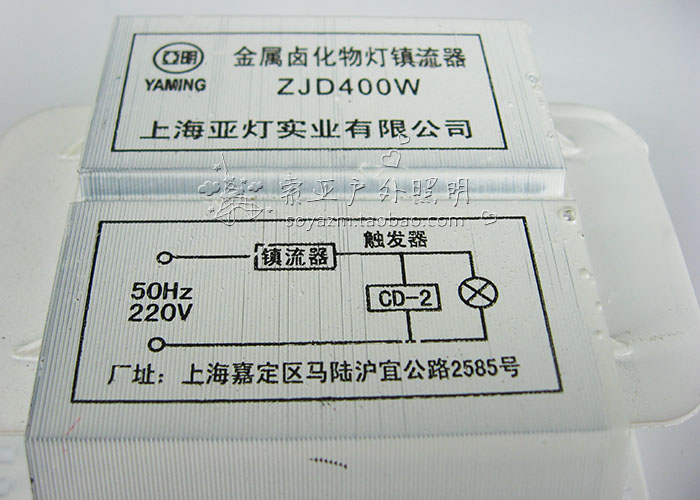 亞明
YAMING
金属卤化物灯镇流器
ZJD400W
上海亚灯实业有限公司
索亚户外照明
soyazm.taobao.com
镇流器
触发器
50Hz
220V
CD-2
厂址：上海嘉定区马陆沪宜公路2585号